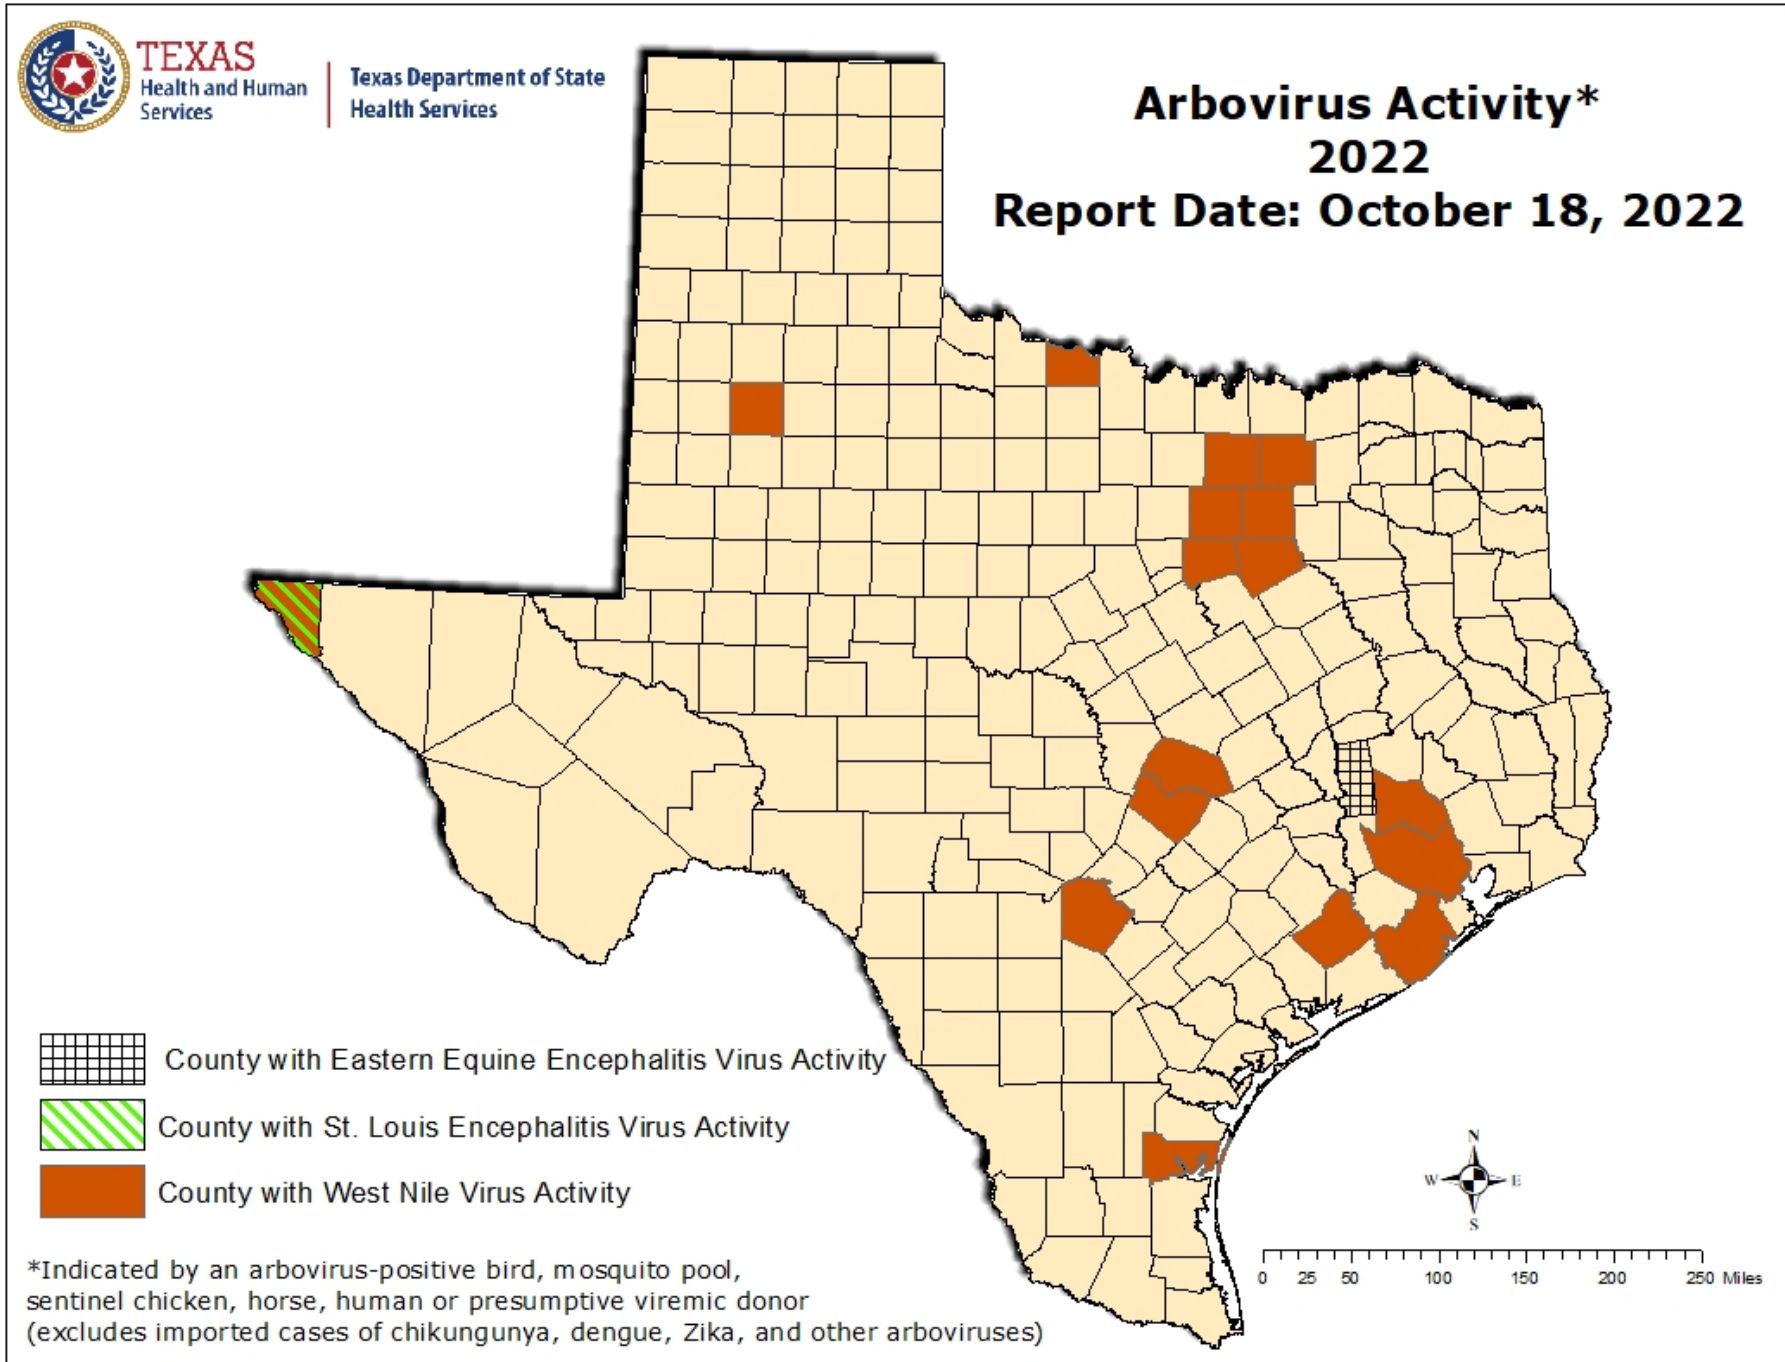 TEXAS
Health and Human
Services
Texas Department of State
Health Services
Arbovirus Activity*
2022
Report Date: October 18, 2022
County with Eastern Equine Encephalitis Virus Activity
County with St. Louis Encephalitis Virus Activity
County with West Nile Virus Activity
*Indicated by an arbovirus-positive bird, mosquito pool,
sentinel chicken, horse, human or presumptive viremic donor
(excludes imported cases of chikungunya, dengue, Zika, and other arboviruses)
N
W E
S
0 25 50 100 150 200 250 Miles